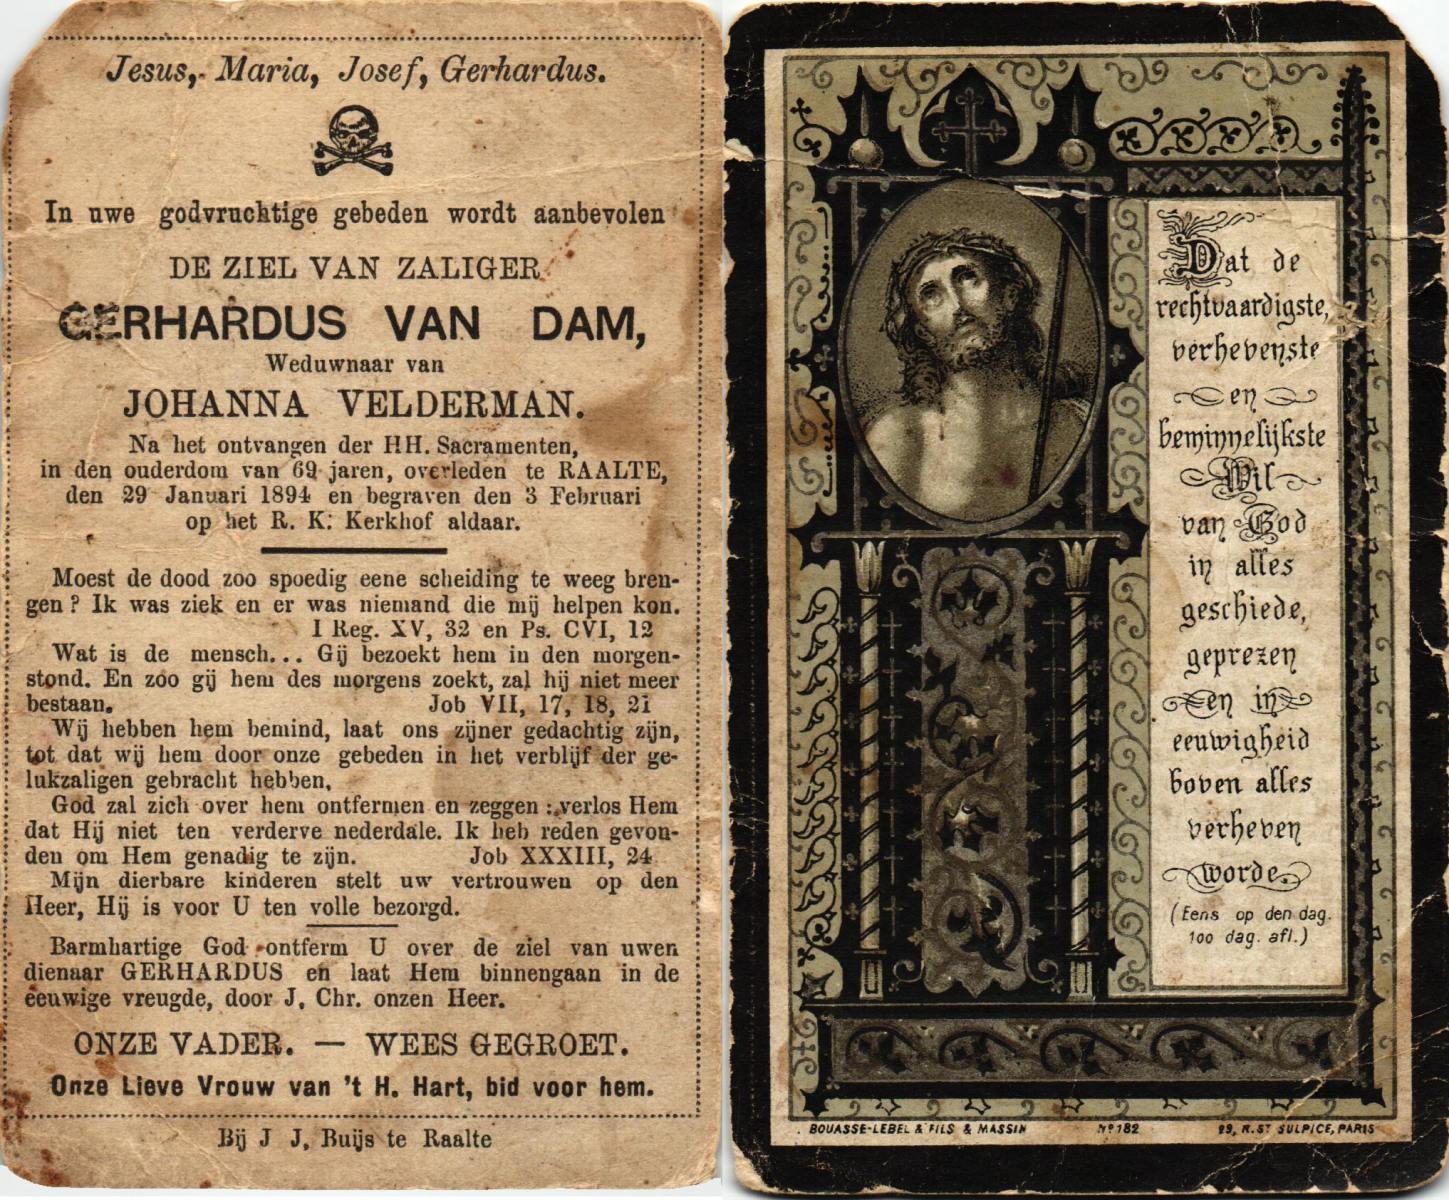 Jesus, Maria, Josef, Gerhardus.
In uwe godvruchtige gebeden wordt aanbevolen
DE ZIEL VAN ZALIGER
GERHARDUS VAN DAM,
Weduwnaar van
JOHANNA VELDERMAN.
Na het ontvangen der HH. Sacramenten,
in den ouderdom van 69 jaren, overleden te RAALTE,
den 29 Januari 1894 en begraven den 3 Februari
op het R. K. Kerkhof aldaar.
Moest de dood zoo spoedig eene scheiding te weeg bren-
gen? Ik was ziek en er was niemand die mij helpen kon.
I Reg. XV, 32 en Ps. CVI, 12
Wat is de mensch... Gij bezoekt hem in den morgen-
stond. En zoo gij hem des morgens zoekt, zal hij niet meer
bestaan. Job VII, 17, 18, 21
Wij hebben hem bemind, laat ons zijner gedachtig zijn,
tot dat wij hem door onze gebeden in het verblijf der ge-
lukzaligen gebracht hebben,
God zal zich over hem ontfermen en zeggen: verlos Hem
dat Hij niet ten verderve nederdale. Ik heb reden gevon-
den om Hem genadig te zijn. Job XXXIII, 24
Mijn dierbare kinderen stelt uw vertrouwen op den
Heer, Hij is voor U ten volle bezorgd.
Barmhartige God ontferm U over de ziel van uwen
dienaar GERHARDUS en laat Hem binnengaan in de
eeuwige vreugde, door J, Chr. onzen Heer.
ONZE VADER. — WEES GEGROET.
Onze Lieve Vrouw van 't H. Hart, bid voor hem.
Bij J J, Buijs te Raalte
Dat de
rechtvaardigste,
verhevenste
en
beminnelijkste
Wil
van God
in alles
geschiede,
geprezen
en in
eeuwigheid
boven alles
verheven
worde.
(Eens op den dag.
100 dag. afl.)
BOUASSE-LEBEL & FILS & MASSIN Nº 182 29, R. ST SULPICE, PARIS